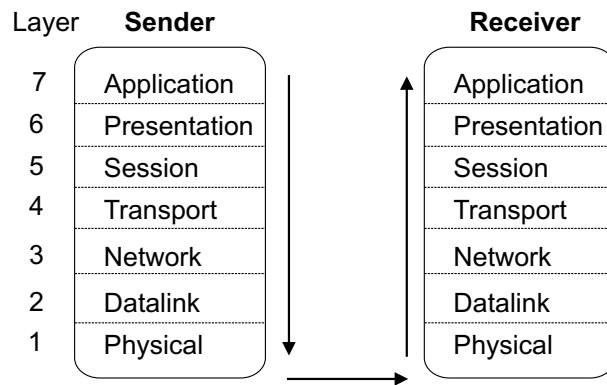 Layer Sender Receiver
7 Application Application
6 Presentation Presentation
5 Session Session
4 Transport Transport
3 Network Network
2 Datalink Datalink
1 Physical Physical